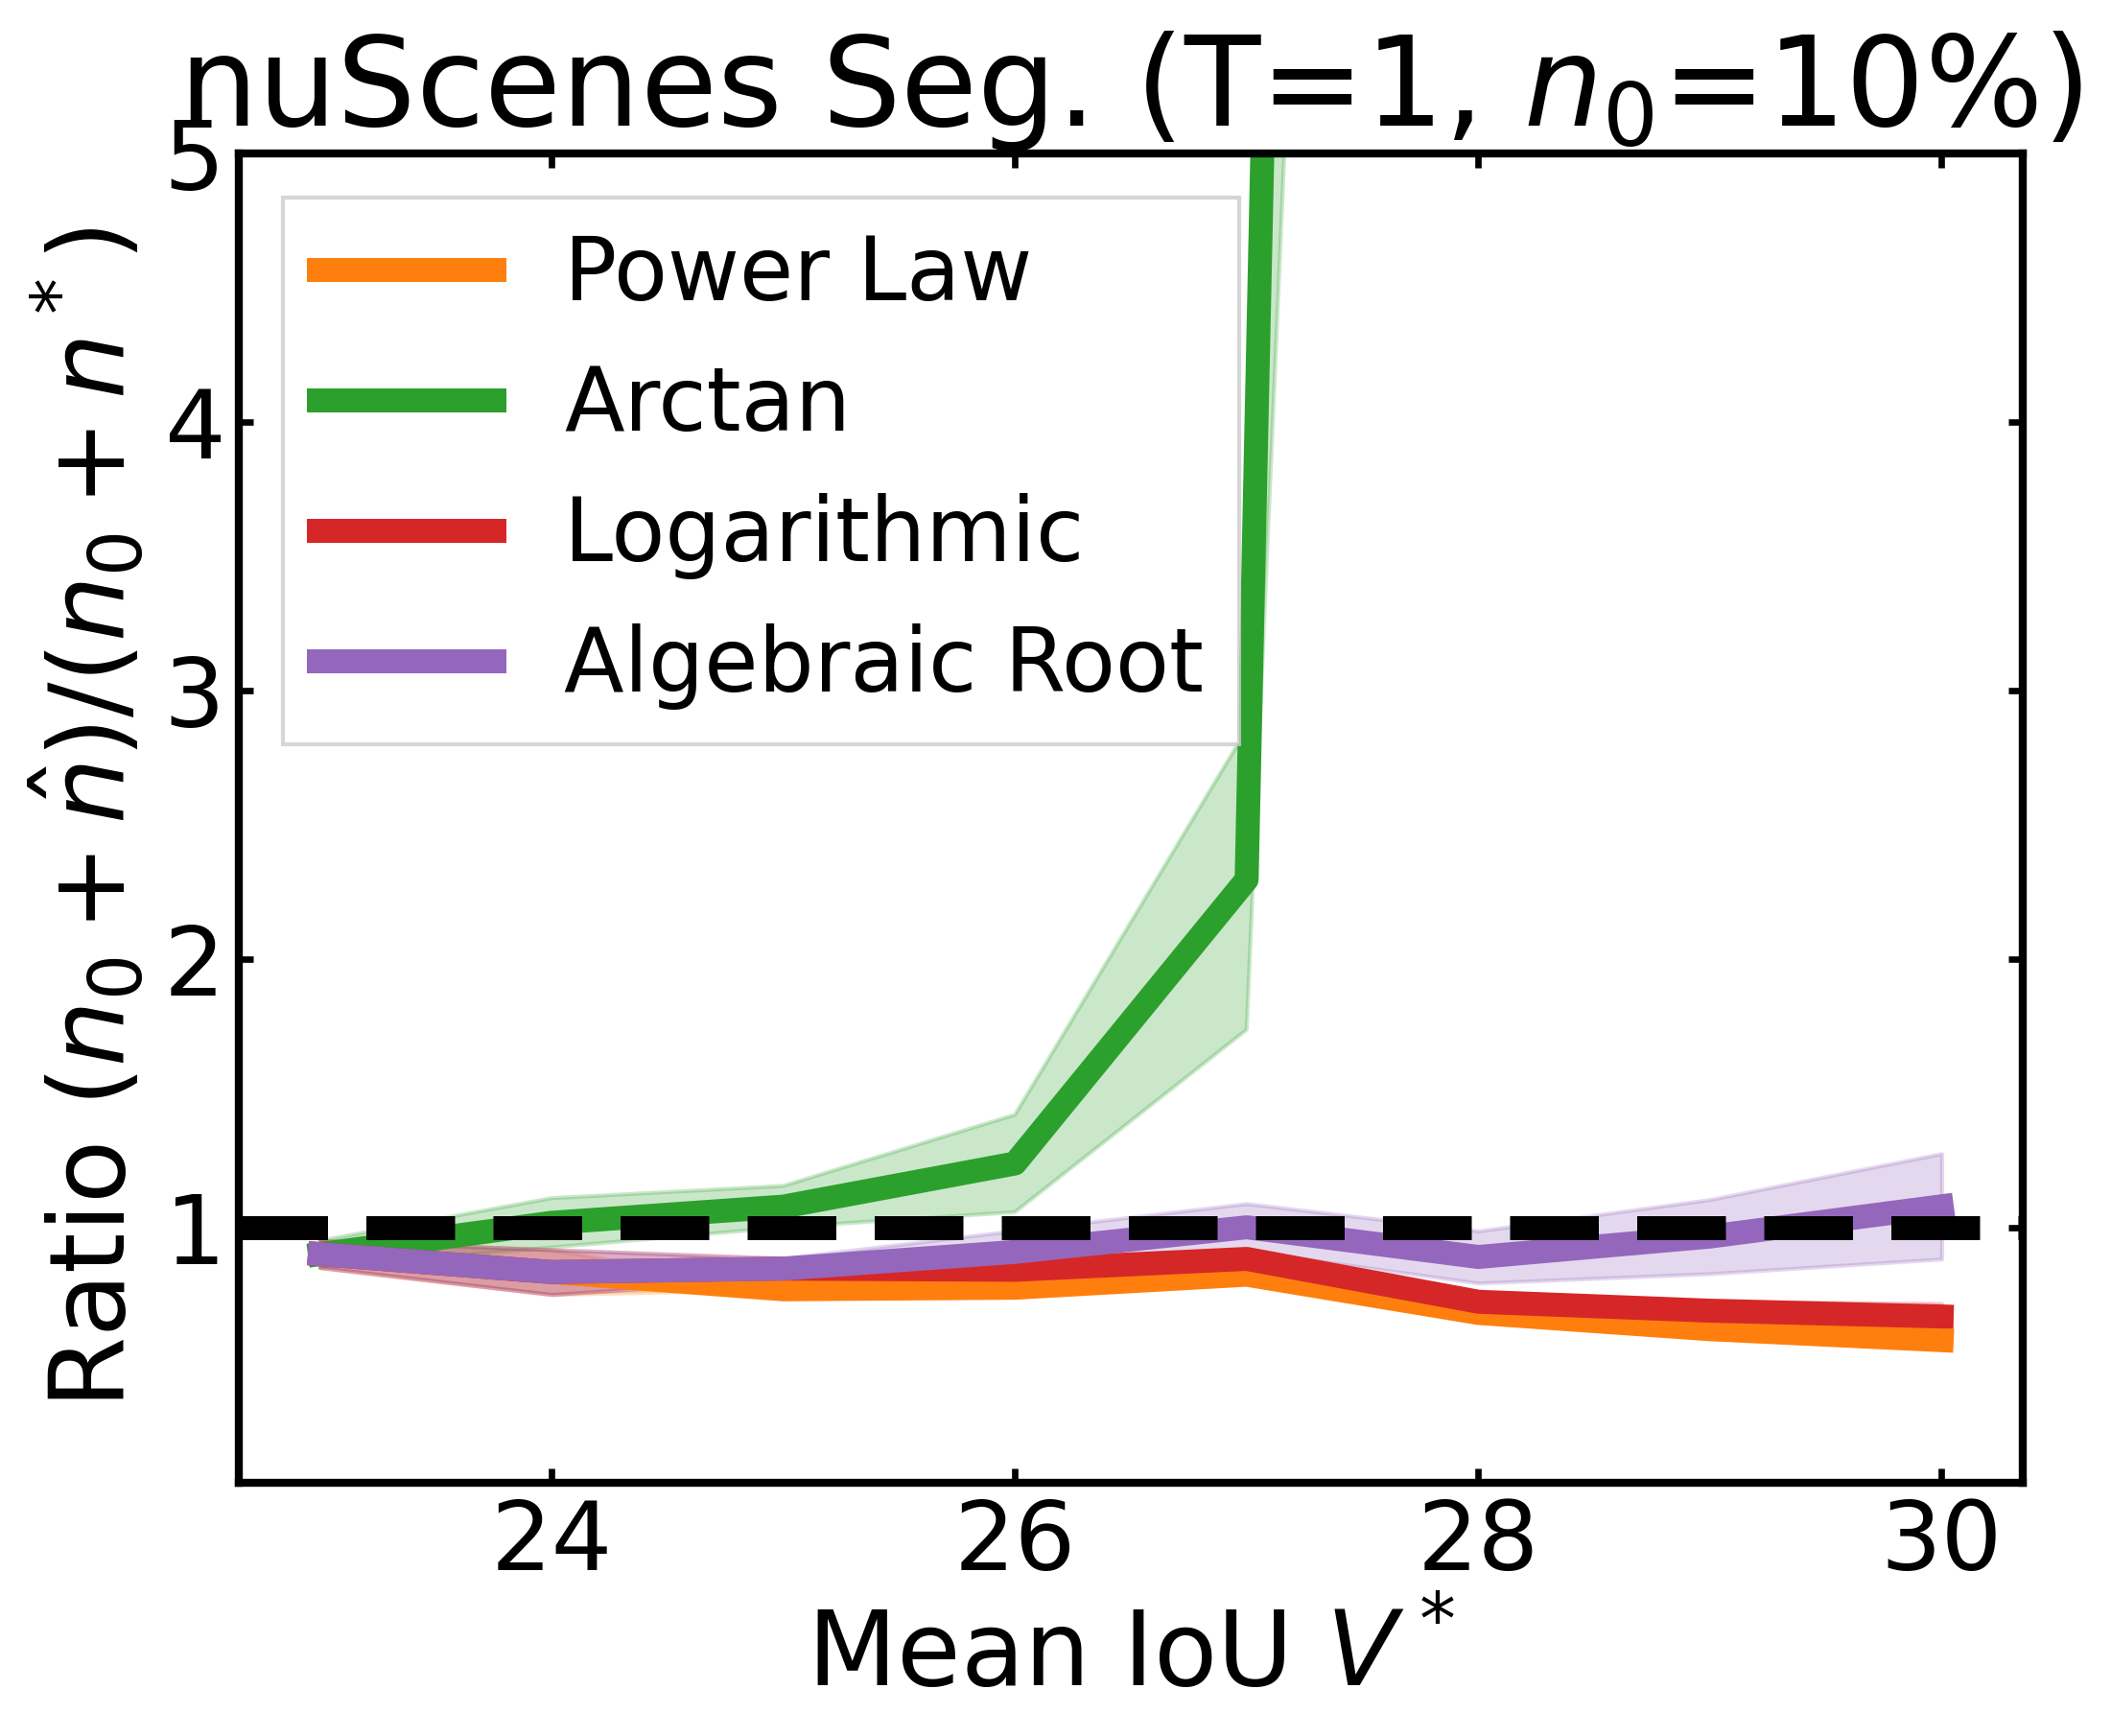 nuScenes Seg. (T=1, n₀=10%)
Ratio (n₀ + n̂)/(n₀ + n*)
5
4
3
2
1
Power Law
Arctan
Logarithmic
Algebraic Root
24 26 28 30
Mean IoU V*